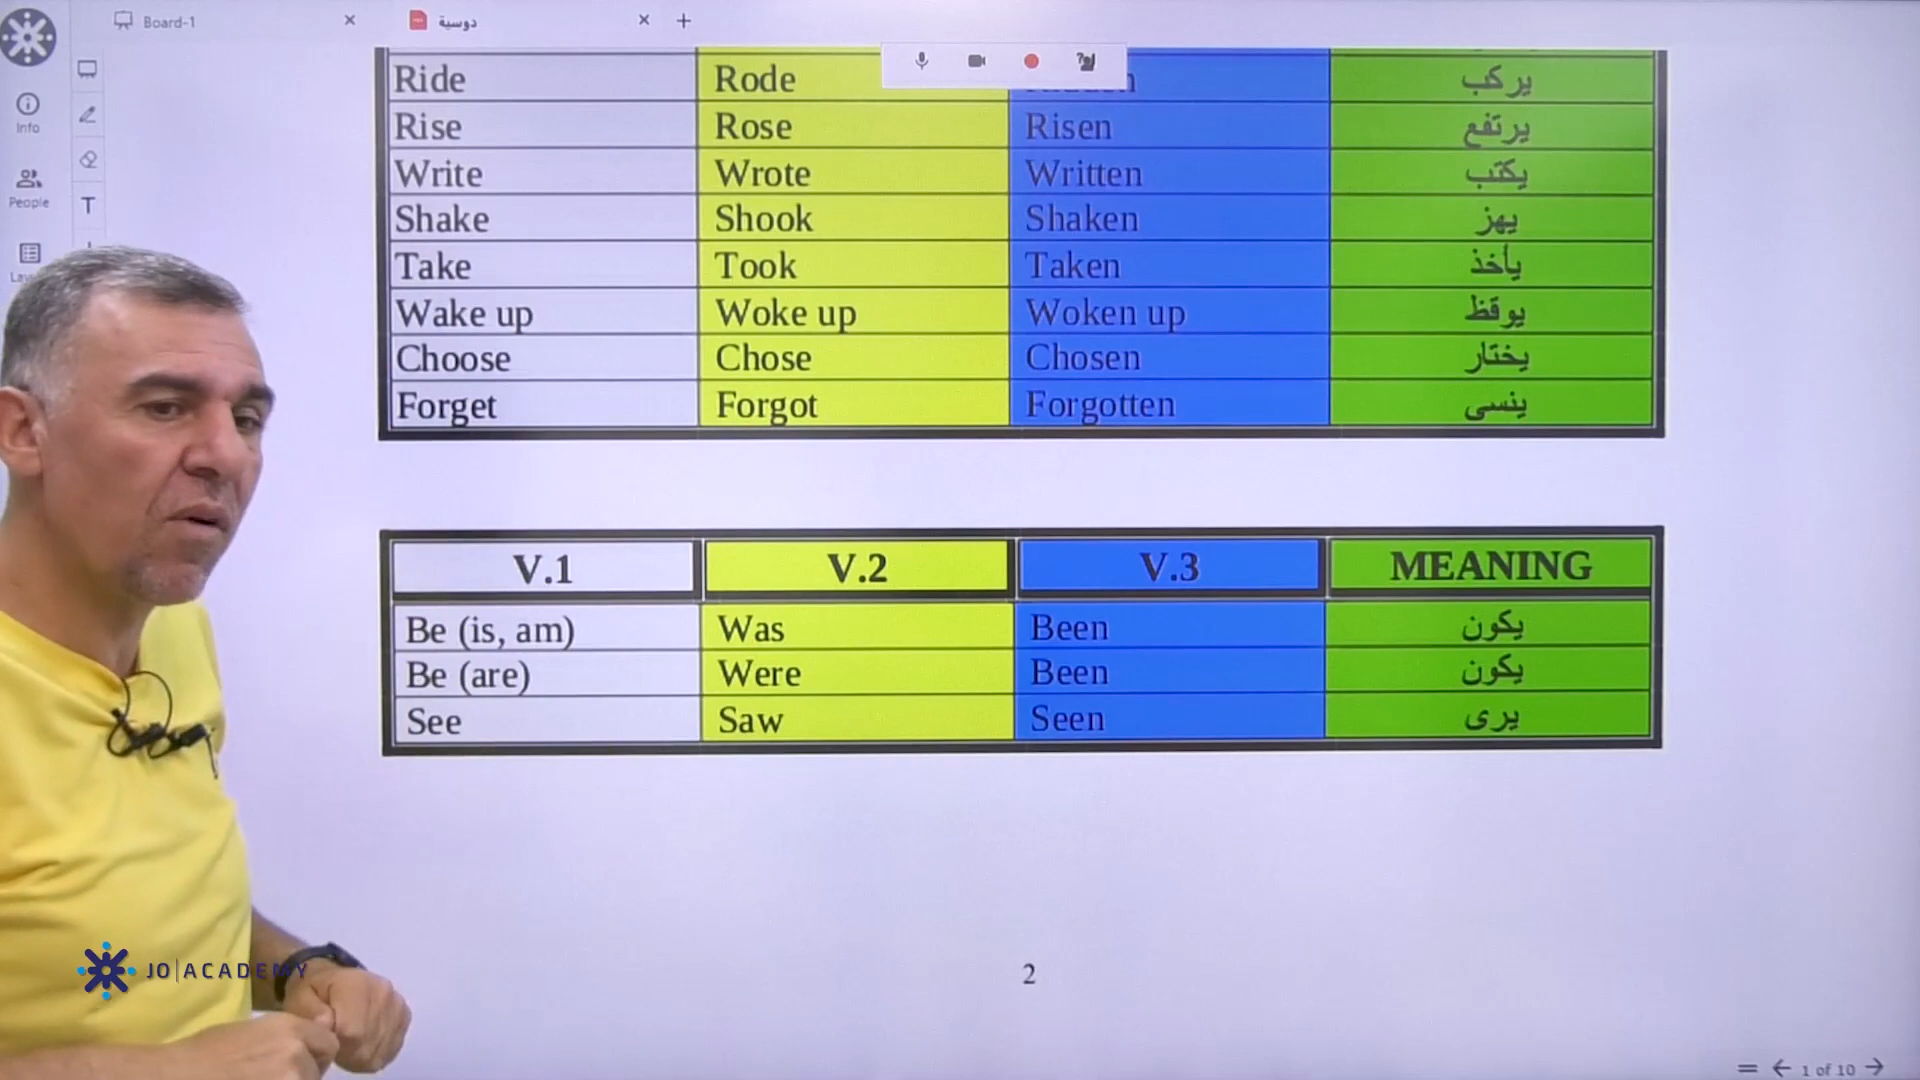 Board-1
دوسية
Info
People
T
Ride Rode يركب
Rise Rose Risen يرتفع
Write Wrote Written يكتب
Shake Shook Shaken يهز
Take Took Taken يأخذ
Wake up Woke up Woken up يوقظ
Choose Chose Chosen يختار
Forget Forgot Forgotten ينسى
V.1 V.2 V.3 MEANING
Be (is, am) Was Been يكون
Be (are) Were Been يكون
See Saw Seen يرى
JO ACADEMY
2
1 of 10